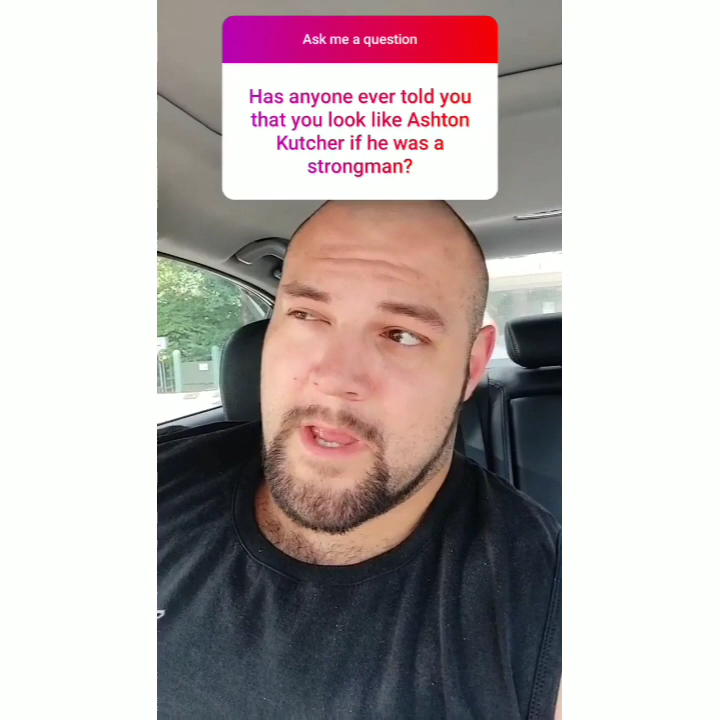 Ask me a question
Has anyone ever told you
that you look like Ashton
Kutcher if he was a
strongman?